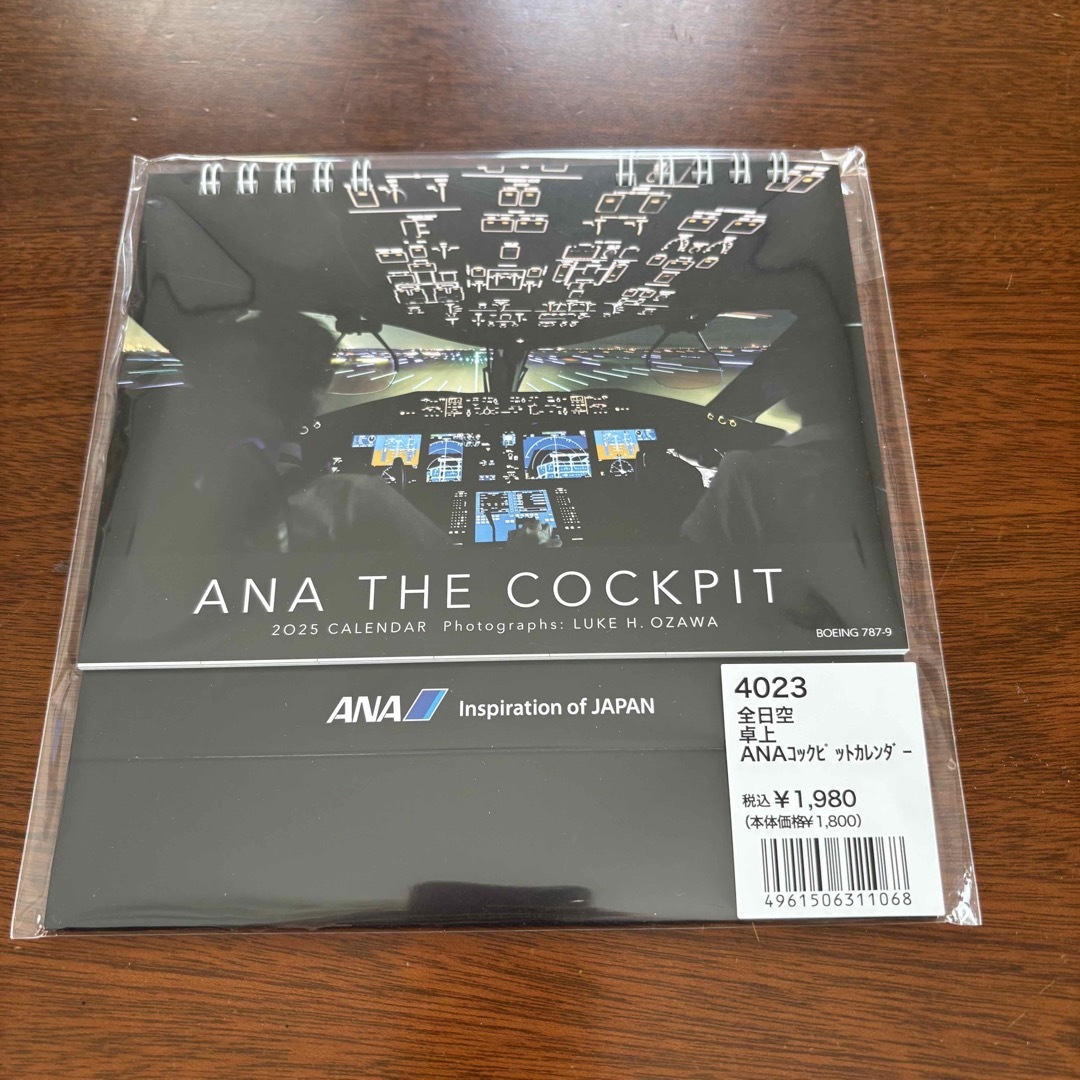 ANA THE COCKPIT
2025 CALENDAR Photographs: LUKE H. OZAWA
BOEING 787-9
ANA Inspiration of JAPAN
4023
全日空
卓上
ANAｺｯｸﾋﾟｯﾄｶﾚﾝﾀﾞｰ
税込 ¥1,980
(本体価格¥1,800)
4961506311068